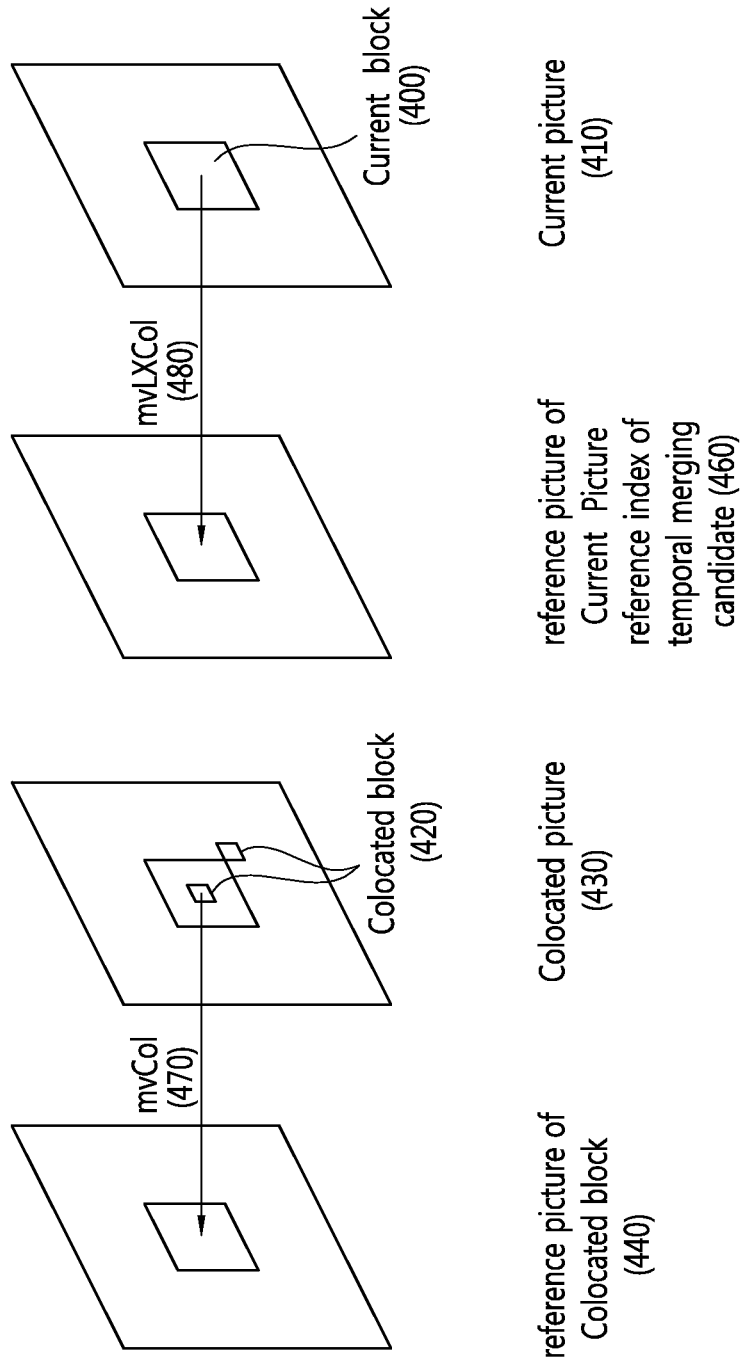 mvCol
(470)
mvLXCol
(480)
Colocated block
(420)
Current block
(400)
reference picture of
Colocated block
(440)
Colocated picture
(430)
reference picture of
Current Picture
reference index of
temporal merging
candidate (460)
Current picture
(410)